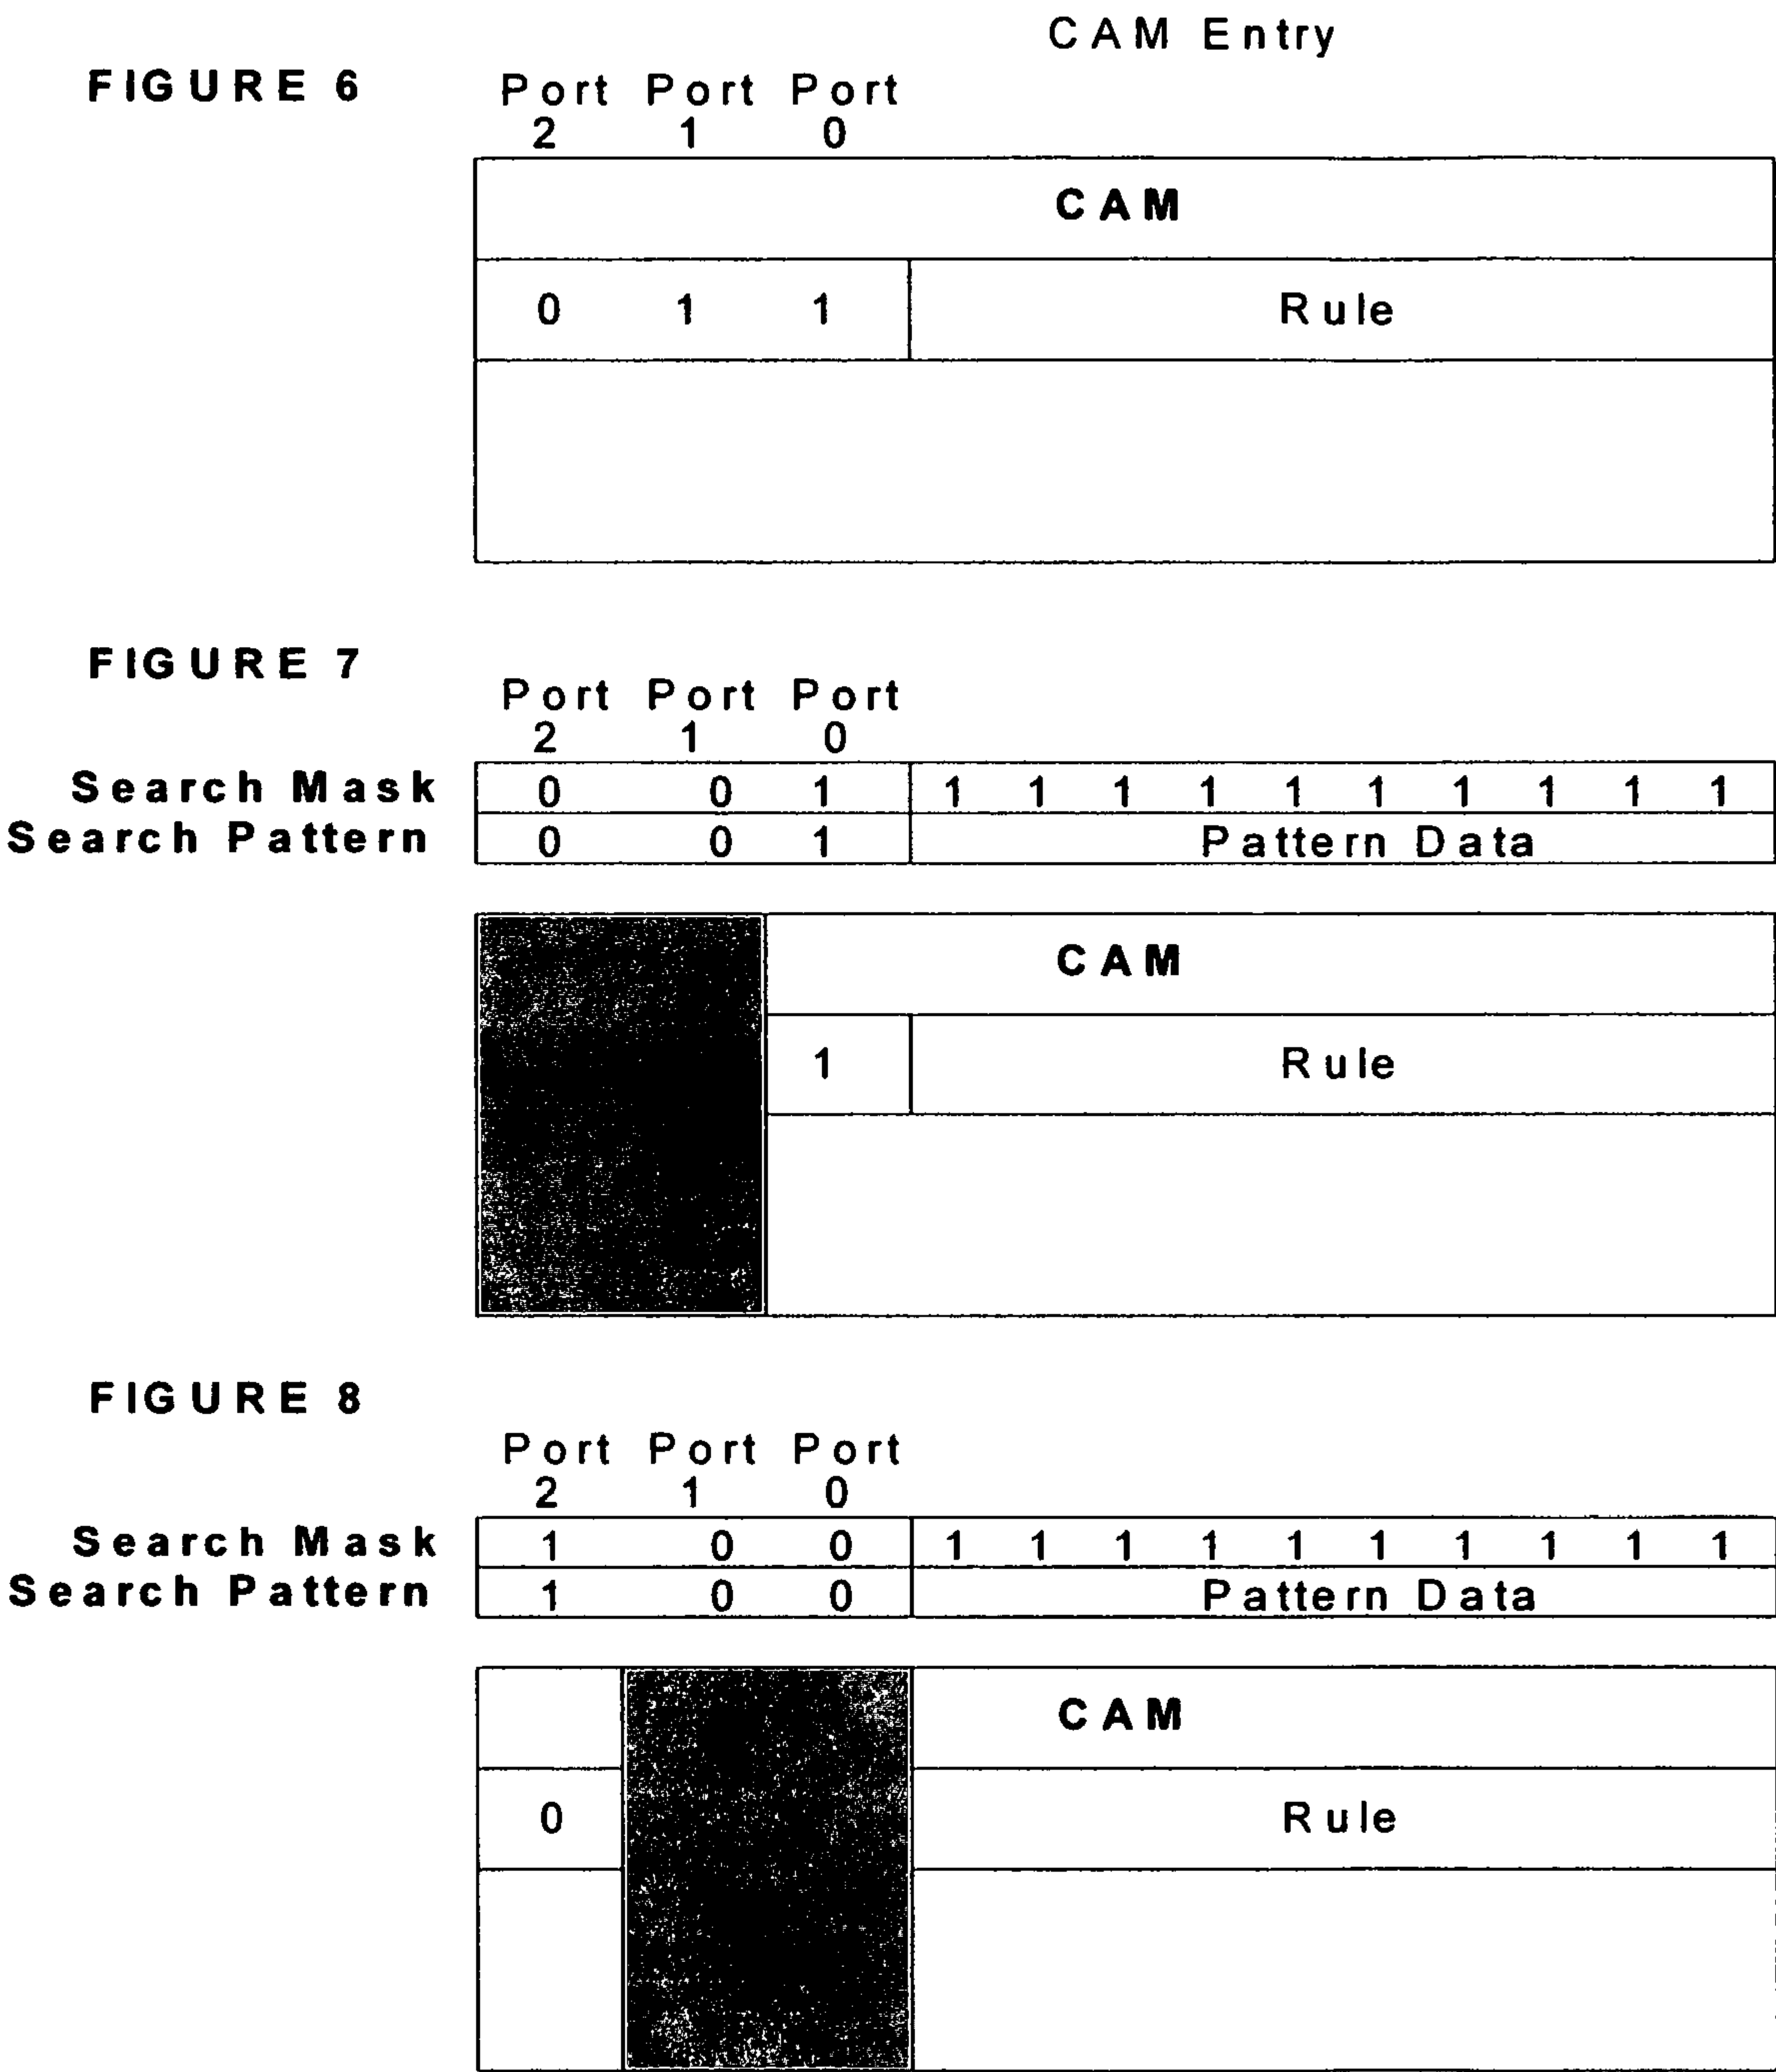 CAM Entry
FIGURE 6
Port Port Port
2 1 0
CAM
0 1 1 Rule
FIGURE 7
Port Port Port
2 1 0
Search Mask 0 0 1 1 1 1 1 1 1 1 1 1 1
Search Pattern 0 0 1 Pattern Data
CAM
1 Rule
FIGURE 8
Port Port Port
2 1 0
Search Mask 1 0 0 1 1 1 1 1 1 1 1 1 1
Search Pattern 1 0 0 Pattern Data
CAM
0 Rule